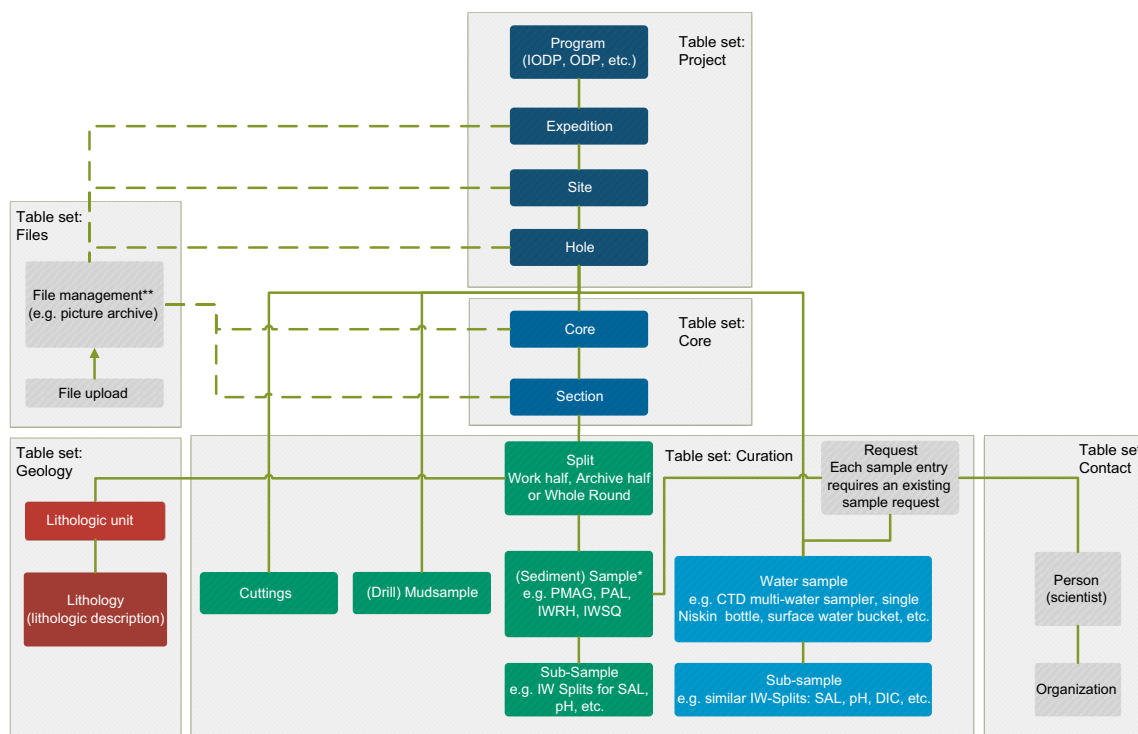 Program
(IODP, ODP, etc.)
Table set:
Project
Expedition
Site
Hole
Table set:
Files
File management**
(e.g. picture archive)
File upload
Core
Table set:
Core
Section
Table set:
Geology
Lithologic unit
Lithology
(lithologic description)
Split
Work half, Archive half
or Whole Round
Table set: Curation
Request
Each sample entry
requires an existing
sample request
Table set:
Contact
Cuttings
(Drill) Mudsample
(Sediment) Sample*
e.g. PMAG, PAL,
IWRH, IWSQ
Water sample
e.g. CTD multi-water sampler, single
Niskin bottle, surface water bucket, etc.
Person
(scientist)
Sub-Sample
e.g. IW Splits for SAL,
pH, etc.
Sub-sample
e.g. similar IW-Splits: SAL, pH, DIC, etc.
Organization